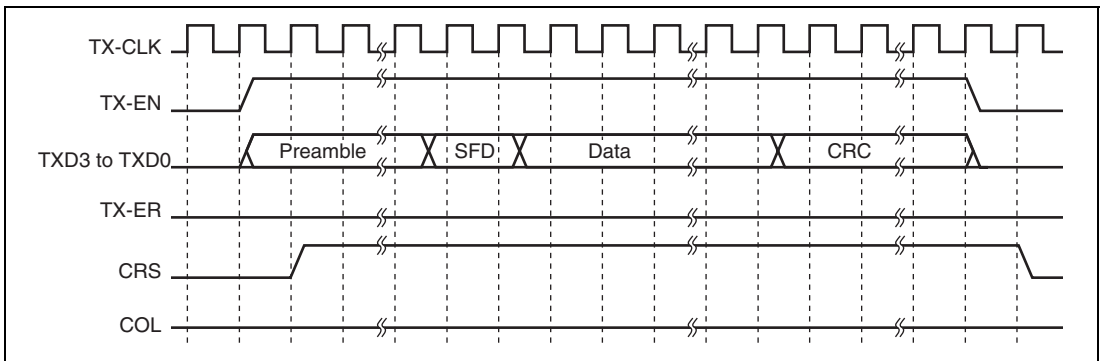 TX-CLK
TX-EN
TXD3 to TXD0
Preamble SFD Data CRC
TX-ER
CRS
COL